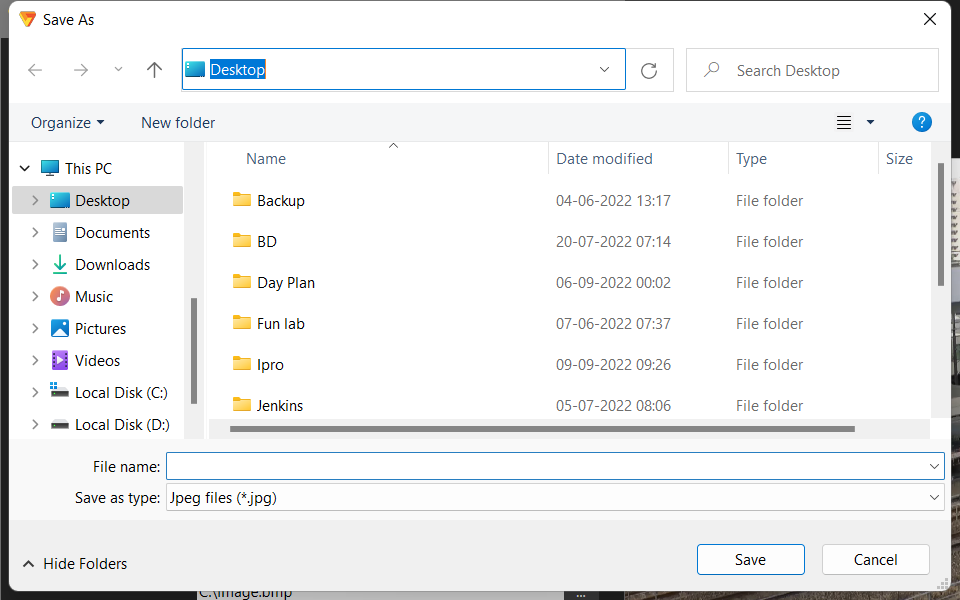 Save As
Desktop
Search Desktop
Organize
New folder
?
Name
Date modified
Type
Size
This PC
Desktop
Documents
Downloads
Music
Pictures
Videos
Local Disk (C:)
Local Disk (D:)
Backup 04-06-2022 13:17 File folder
BD 20-07-2022 07:14 File folder
Day Plan 06-09-2022 00:02 File folder
Fun lab 07-06-2022 07:37 File folder
Ipro 09-09-2022 09:26 File folder
Jenkins 05-07-2022 08:06 File folder
File name:
Save as type: Jpeg files (*.jpg)
Hide Folders
Save
Cancel
C:\image.bmp
...